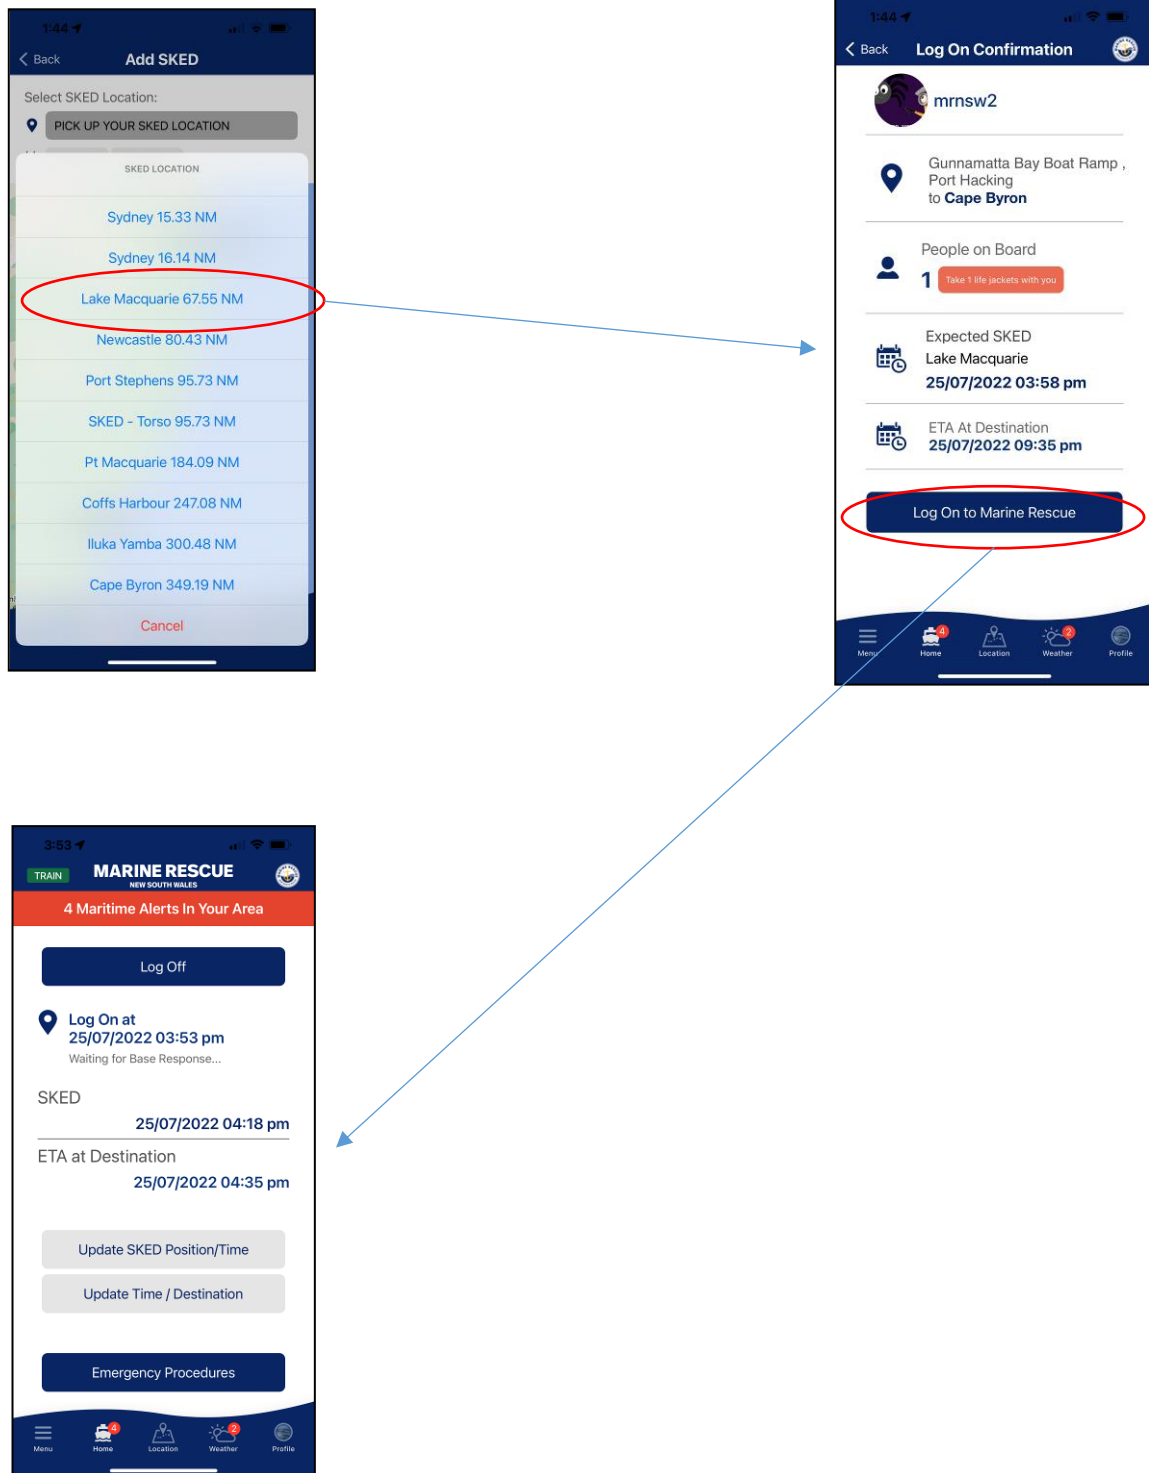 1:44
Back
Add SKED
Select SKED Location:
PICK UP YOUR SKED LOCATION
SKED LOCATION
Sydney 15.33 NM
Sydney 16.14 NM
Lake Macquarie 67.55 NM
Newcastle 80.43 NM
Port Stephens 95.73 NM
SKED - Torso 95.73 NM
Pt Macquarie 184.09 NM
Coffs Harbour 247.08 NM
Iluka Yamba 300.48 NM
Cape Byron 349.19 NM
Cancel
1:44
Back
Log On Confirmation
mrnsw2
Gunnamatta Bay Boat Ramp ,
Port Hacking
to Cape Byron
People on Board
1 Take 1 life jackets with you
Expected SKED
Lake Macquarie
25/07/2022 03:58 pm
ETA At Destination
25/07/2022 09:35 pm
Log On to Marine Rescue
Menu
Home
4
Location
Weather
2
Profile
3:53
TRAIN
MARINE RESCUE
NEW SOUTH WALES
4 Maritime Alerts In Your Area
Log Off
Log On at
25/07/2022 03:53 pm
Waiting for Base Response...
SKED
25/07/2022 04:18 pm
ETA at Destination
25/07/2022 04:35 pm
Update SKED Position/Time
Update Time / Destination
Emergency Procedures
Menu
Home
4
Location
Weather
2
Profile